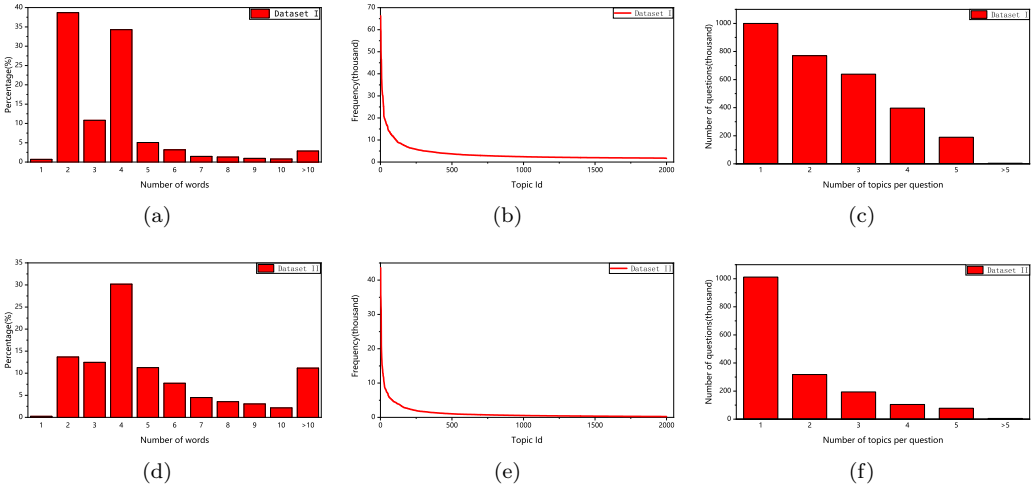 40
35
30
25
20
15
10
5
0
Percentage(%)
Dataset I
1 2 3 4 5 6 7 8 9 10 >10
Number of words
(a)
70
60
50
40
30
20
10
0
Frequency(thousand)
Dataset I
0 500 1000 1500 2000
Topic Id
(b)
1000
800
600
400
200
0
Number of questions(thousand)
Dataset I
1 2 3 4 5 >5
Number of topics per question
(c)
35
30
25
20
15
10
5
0
Percentage(%)
Dataset II
1 2 3 4 5 6 7 8 9 10 >10
Number of words
(d)
40
30
20
10
0
Frequency(thousand)
Dataset II
0 500 1000 1500 2000
Topic Id
(e)
1000
800
600
400
200
0
Number of questions(thousand)
Dataset II
1 2 3 4 5 >5
Number of topics per question
(f)